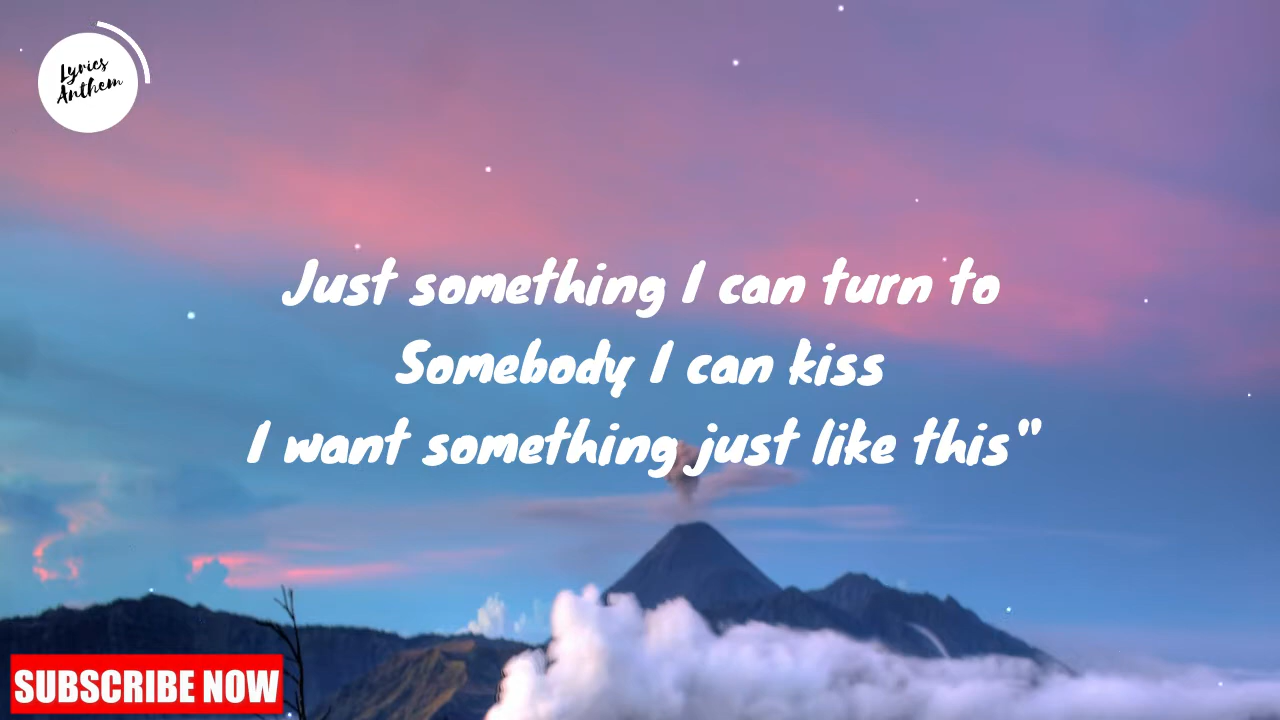 Lyrics
Anthem
Just something I can turn to
Somebody I can kiss
I want something just like this"
SUBSCRIBE NOW